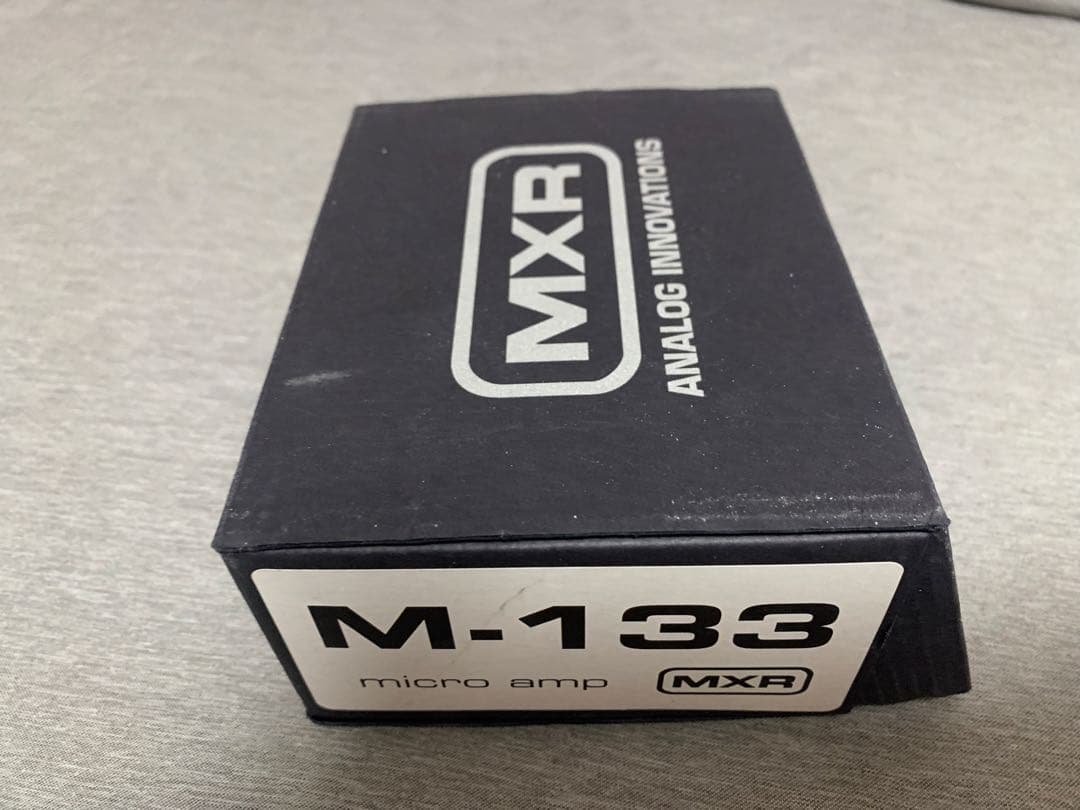 MXR
ANALOG INNOVATIONS
M-133
micro amp MXR